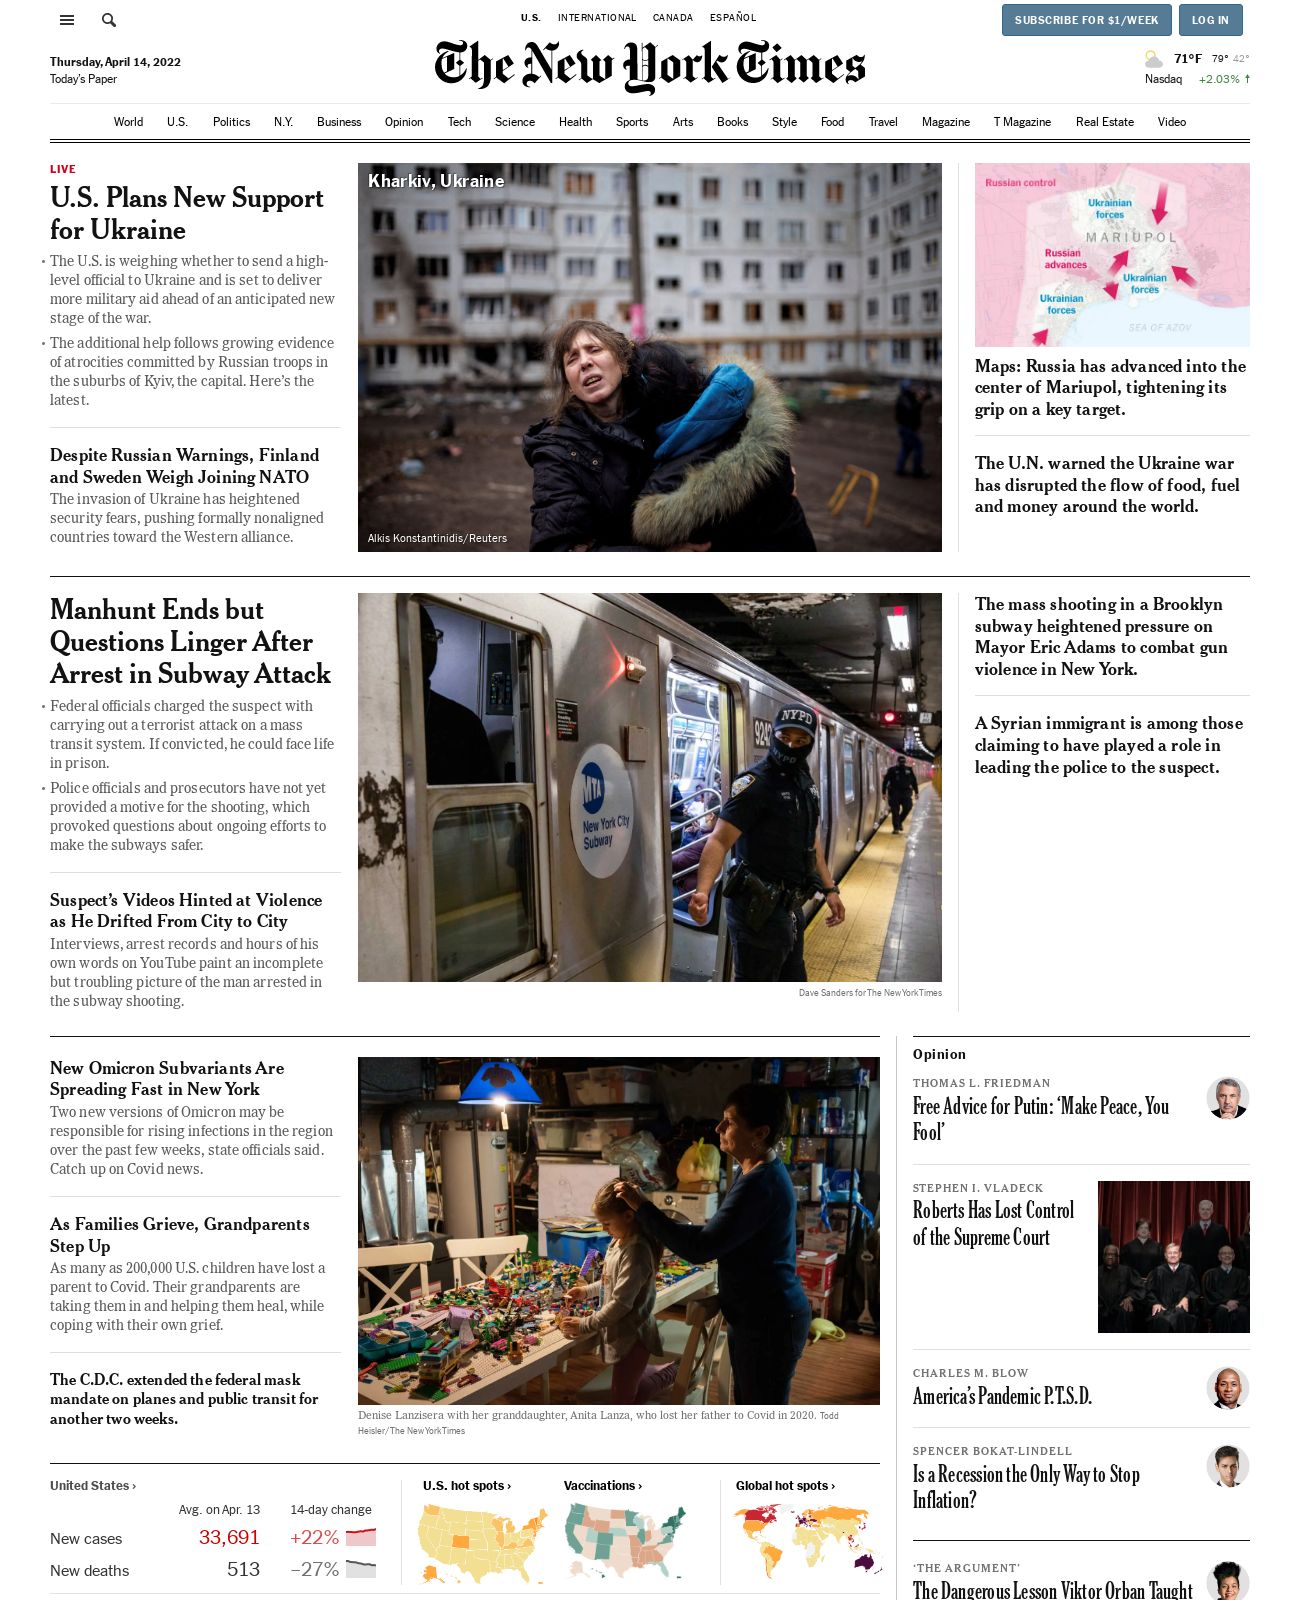 U.S. INTERNATIONAL CANADA ESPAÑOL
SUBSCRIBE FOR $1/WEEK LOG IN
Thursday, April 14, 2022
Today's Paper
The New York Times
71°F 79° 42°
Nasdaq +2.03% ↑
World U.S. Politics N.Y. Business Opinion Tech Science Health Sports Arts Books Style Food Travel Magazine T Magazine Real Estate Video
LIVE
U.S. Plans New Support
for Ukraine
• The U.S. is weighing whether to send a high-
level official to Ukraine and is set to deliver
more military aid ahead of an anticipated new
stage of the war.
• The additional help follows growing evidence
of atrocities committed by Russian troops in
the suburbs of Kyiv, the capital. Here's the
latest.
Despite Russian Warnings, Finland
and Sweden Weigh Joining NATO
The invasion of Ukraine has heightened
security fears, pushing formally nonaligned
countries toward the Western alliance.
Kharkiv, Ukraine
Alkis Konstantinidis/Reuters
Russian control
Ukrainian
forces
MARIUPOL
Russian
advances
Ukrainian
forces
Ukrainian
forces
SEA OF AZOV
Maps: Russia has advanced into the
center of Mariupol, tightening its
grip on a key target.
The U.N. warned the Ukraine war
has disrupted the flow of food, fuel
and money around the world.
Manhunt Ends but
Questions Linger After
Arrest in Subway Attack
• Federal officials charged the suspect with
carrying out a terrorist attack on a mass
transit system. If convicted, he could face life
in prison.
• Police officials and prosecutors have not yet
provided a motive for the shooting, which
provoked questions about ongoing efforts to
make the subways safer.
Suspect's Videos Hinted at Violence
as He Drifted From City to City
Interviews, arrest records and hours of his
own words on YouTube paint an incomplete
but troubling picture of the man arrested in
the subway shooting.
MTA
New York City
Subway
9242
NYPD
Dave Sanders for The New York Times
The mass shooting in a Brooklyn
subway heightened pressure on
Mayor Eric Adams to combat gun
violence in New York.
A Syrian immigrant is among those
claiming to have played a role in
leading the police to the suspect.
New Omicron Subvariants Are
Spreading Fast in New York
Two new versions of Omicron may be
responsible for rising infections in the region
over the past few weeks, state officials said.
Catch up on Covid news.
As Families Grieve, Grandparents
Step Up
As many as 200,000 U.S. children have lost a
parent to Covid. Their grandparents are
taking them in and helping them heal, while
coping with their own grief.
The C.D.C. extended the federal mask
mandate on planes and public transit for
another two weeks.
Denise Lanzisera with her granddaughter, Anita Lanza, who lost her father to Covid in 2020. Todd
Heisler/The New York Times
United States ›
Avg. on Apr. 13 14-day change
New cases 33,691 +22%
New deaths 513 –27%
U.S. hot spots ›
Vaccinations ›
Global hot spots ›
Opinion
THOMAS L. FRIEDMAN
Free Advice for Putin: ‘Make Peace, You
Fool’
STEPHEN I. VLADECK
Roberts Has Lost Control
of the Supreme Court
CHARLES M. BLOW
America's Pandemic P.T.S.D.
SPENCER BOKAT-LINDELL
Is a Recession the Only Way to Stop
Inflation?
‘THE ARGUMENT’
The Dangerous Lesson Viktor Orban Taught